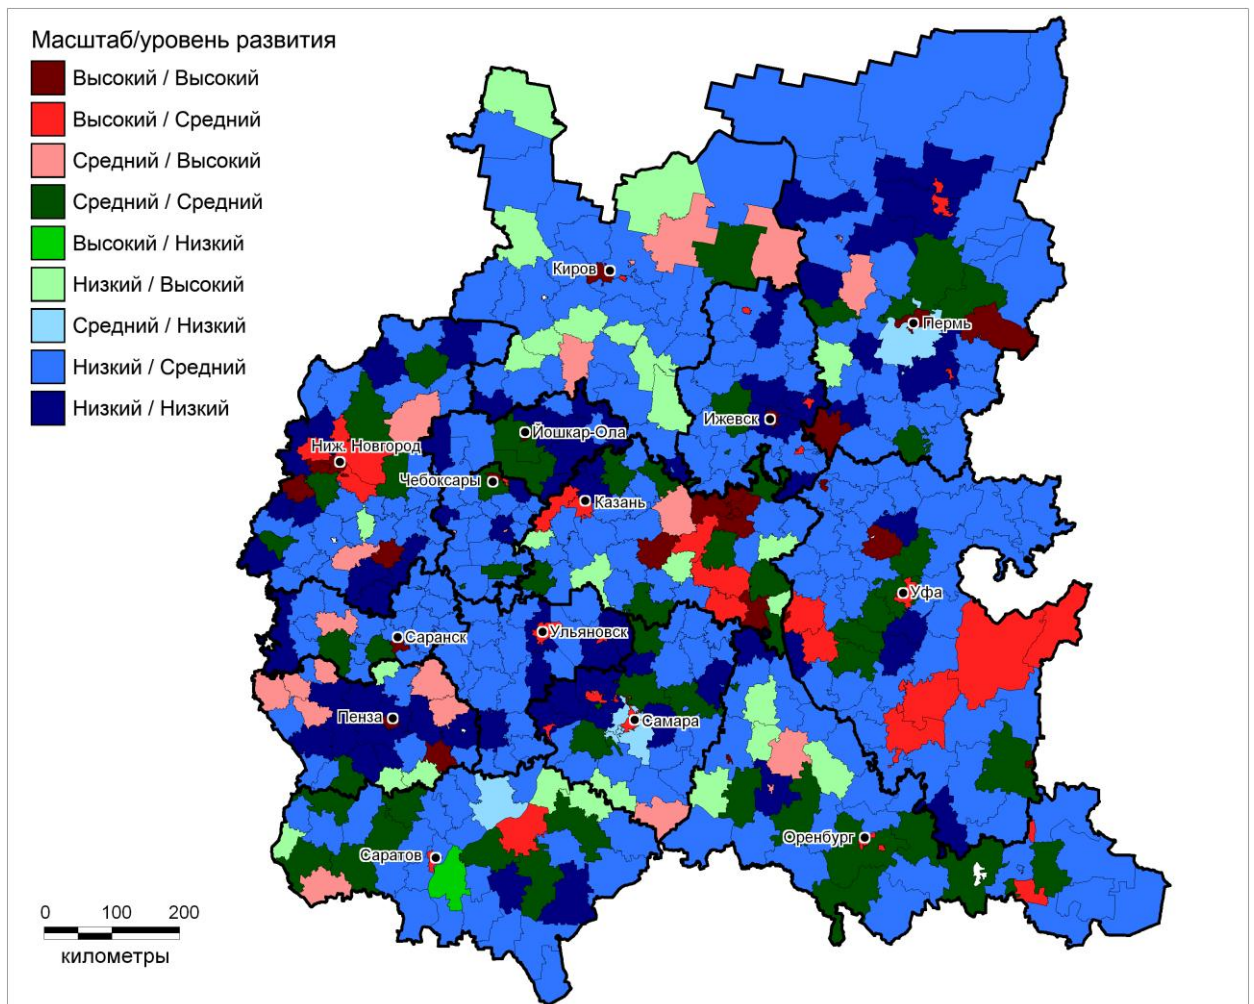 Масштаб/уровень развития
Высокий / Высокий
Высокий / Средний
Средний / Высокий
Средний / Средний
Высокий / Низкий
Низкий / Высокий
Средний / Низкий
Низкий / Средний
Низкий / Низкий
Киров
Пермь
Ижевск
Йошкар-Ола
Ниж. Новгород
Чебоксары
Казань
Уфа
Ульяновск
Саранск
Пенза
Самара
Оренбург
Саратов
0 100 200
километры